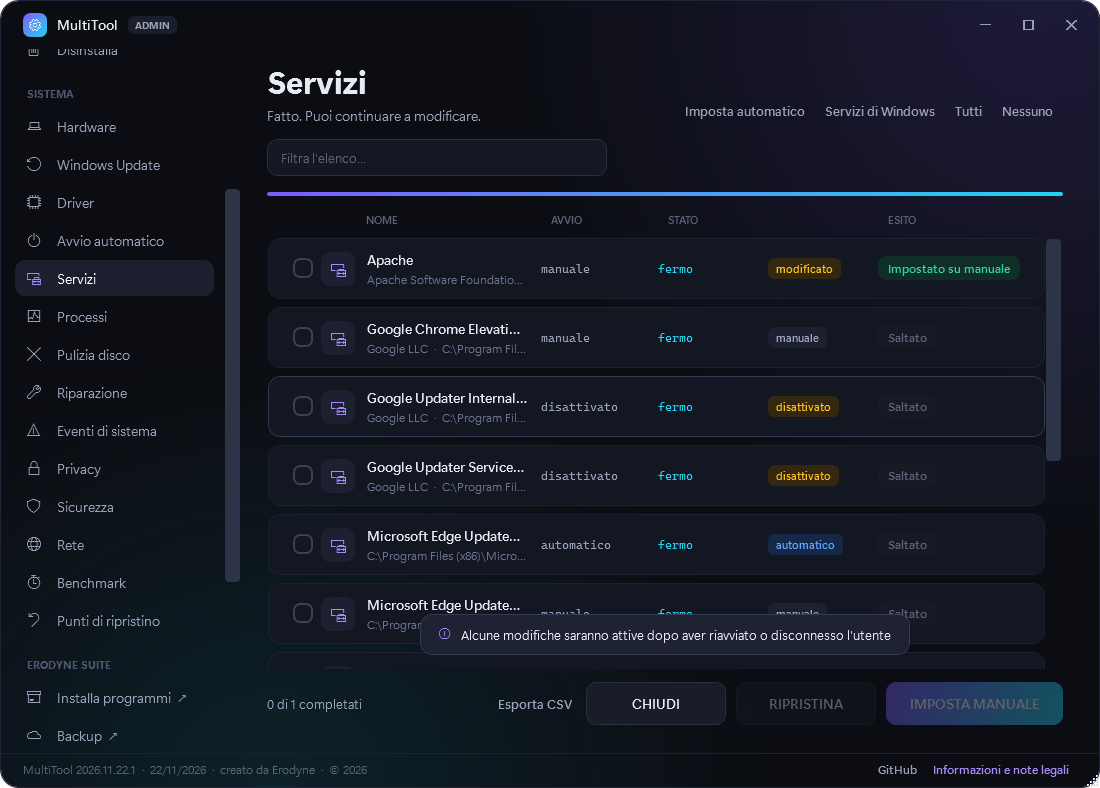 MultiTool ADMIN
Disinstalla
SISTEMA
Hardware
Windows Update
Driver
Avvio automatico
Servizi
Processi
Pulizia disco
Riparazione
Eventi di sistema
Privacy
Sicurezza
Rete
Benchmark
Punti di ripristino
ERODYNE SUITE
Installa programmi ↗
Backup ↗
Servizi
Fatto. Puoi continuare a modificare.
Imposta automatico Servizi di Windows Tutti Nessuno
Filtra l'elenco...
NOME AVVIO STATO ESITO
Apache
Apache Software Foundatio...
manuale fermo modificato Impostato su manuale
Google Chrome Elevati...
Google LLC · C:\Program Fil...
manuale fermo manuale Saltato
Google Updater Internal...
Google LLC · C:\Program Fil...
disattivato fermo disattivato Saltato
Google Updater Service...
Google LLC · C:\Program Fil...
disattivato fermo disattivato Saltato
Microsoft Edge Update...
C:\Program Files (x86)\Micro...
automatico fermo automatico Saltato
Microsoft Edge Update...
C:\Progra
manuale fermo manuale Saltato
Alcune modifiche saranno attive dopo aver riavviato o disconnesso l'utente
0 di 1 completati
Esporta CSV CHIUDI RIPRISTINA IMPOSTA MANUALE
MultiTool 2026.11.22.1 · 22/11/2026 · creato da Erodyne · © 2026
GitHub Informazioni e note legali